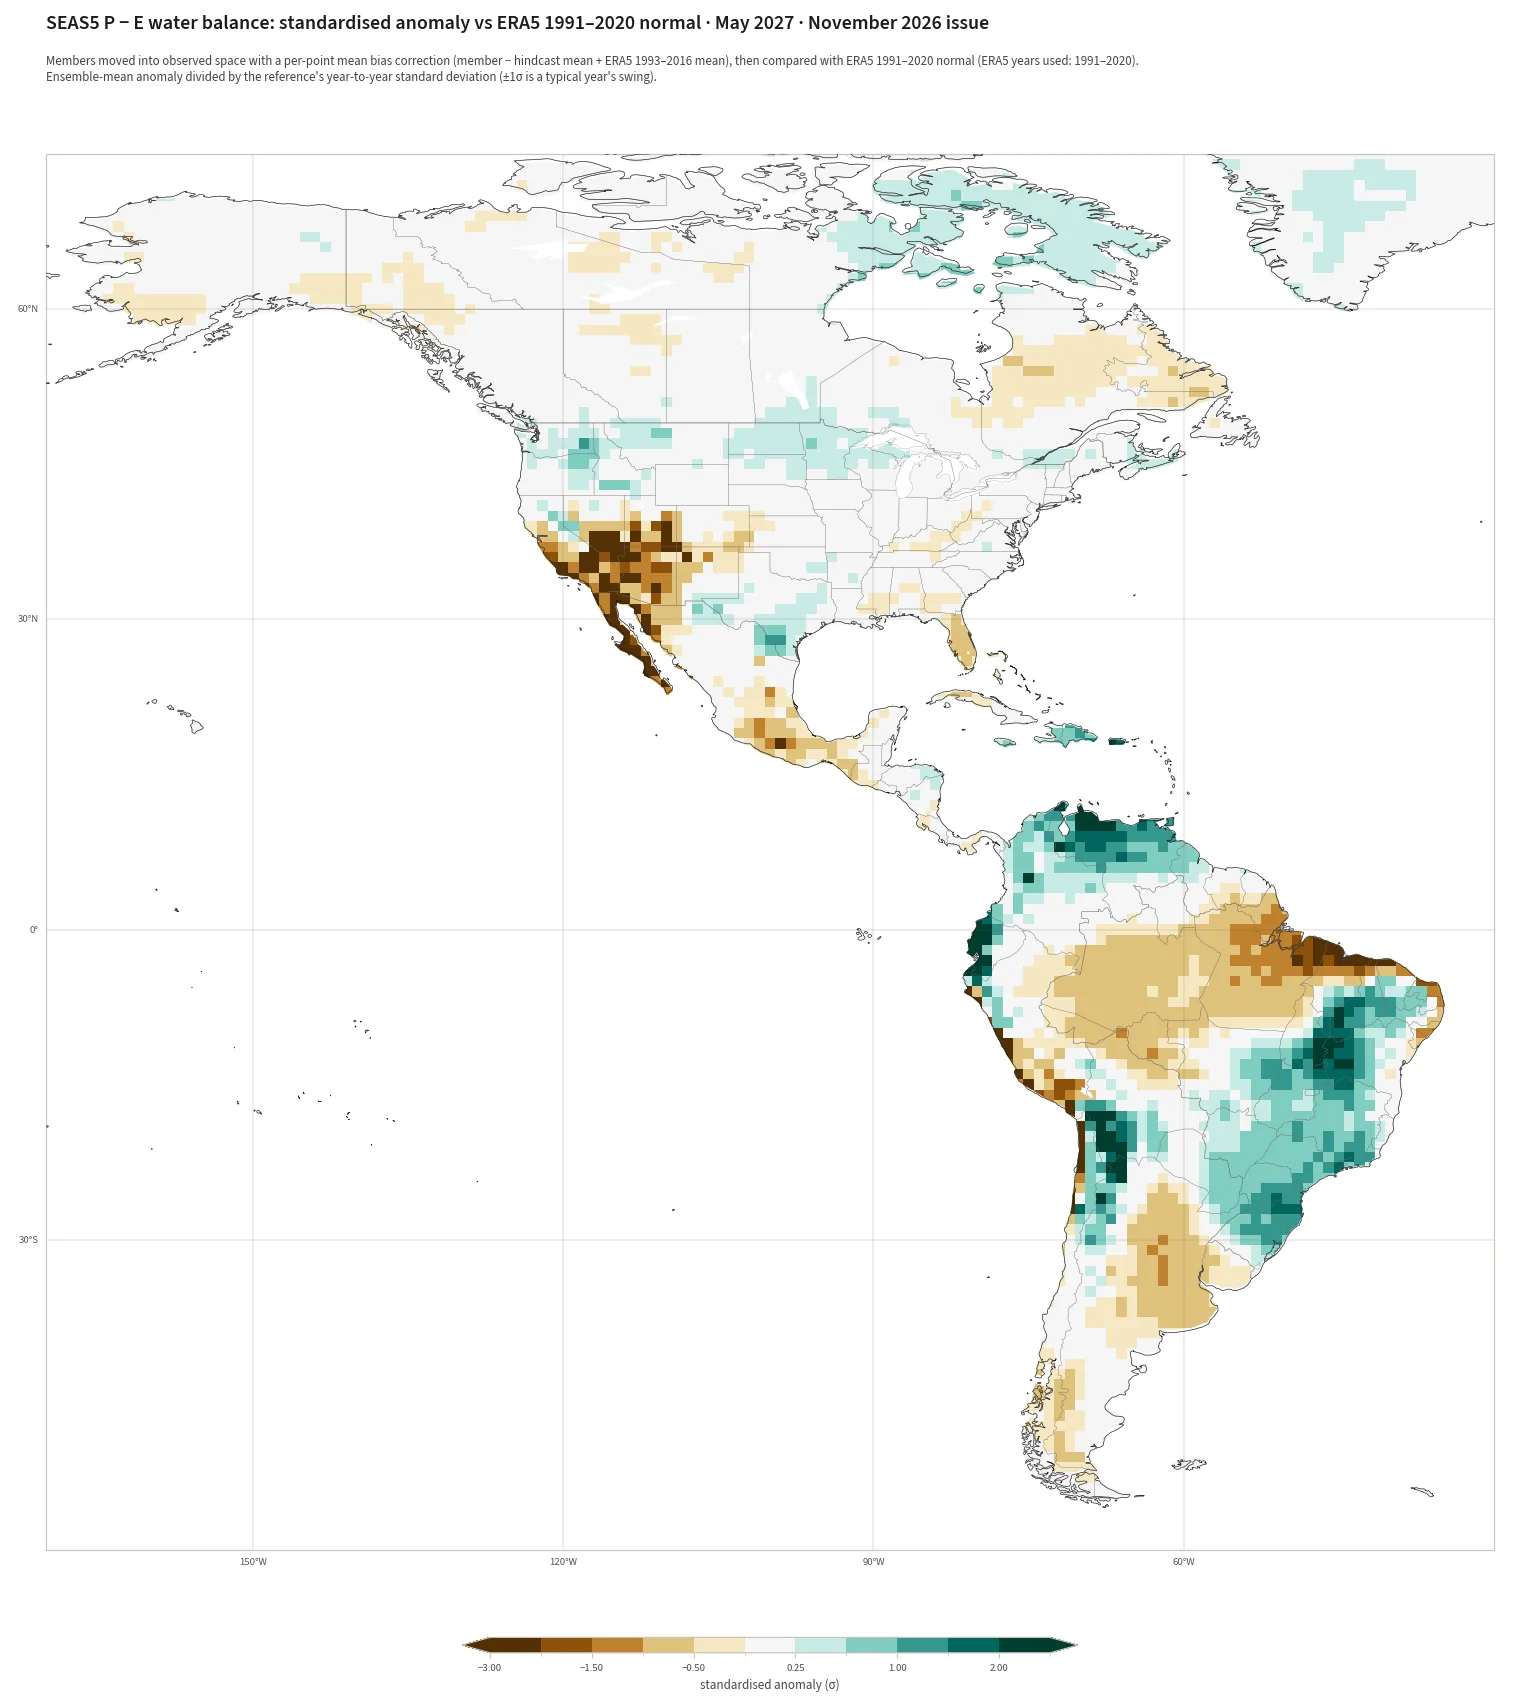 SEAS5 P − E water balance: standardised anomaly vs ERA5 1991–2020 normal · May 2027 · November 2026 issue
Members moved into observed space with a per-point mean bias correction (member − hindcast mean + ERA5 1993–2016 mean), then compared with ERA5 1991–2020 normal (ERA5 years used: 1991–2020).
Ensemble-mean anomaly divided by the reference's year-to-year standard deviation (±1σ is a typical year's swing).
60°N
30°N
0°
30°S
150°W
120°W
90°W
60°W
−3.00
−1.50
−0.50
0.25
1.00
2.00
standardised anomaly (σ)